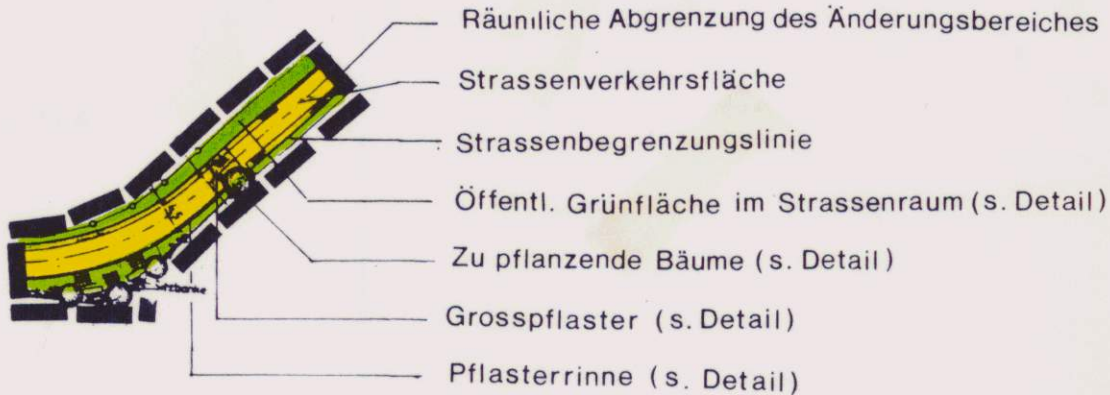 Räumliche Abgrenzung des Änderungsbereiches
Strassenverkehrsfläche
Strassenbegrenzungslinie
Öffentl. Grünfläche im Strassenraum (s. Detail)
Zu pflanzende Bäume (s. Detail)
Sitzbänke
Grosspflaster (s. Detail)
Pflasterrinne (s. Detail)